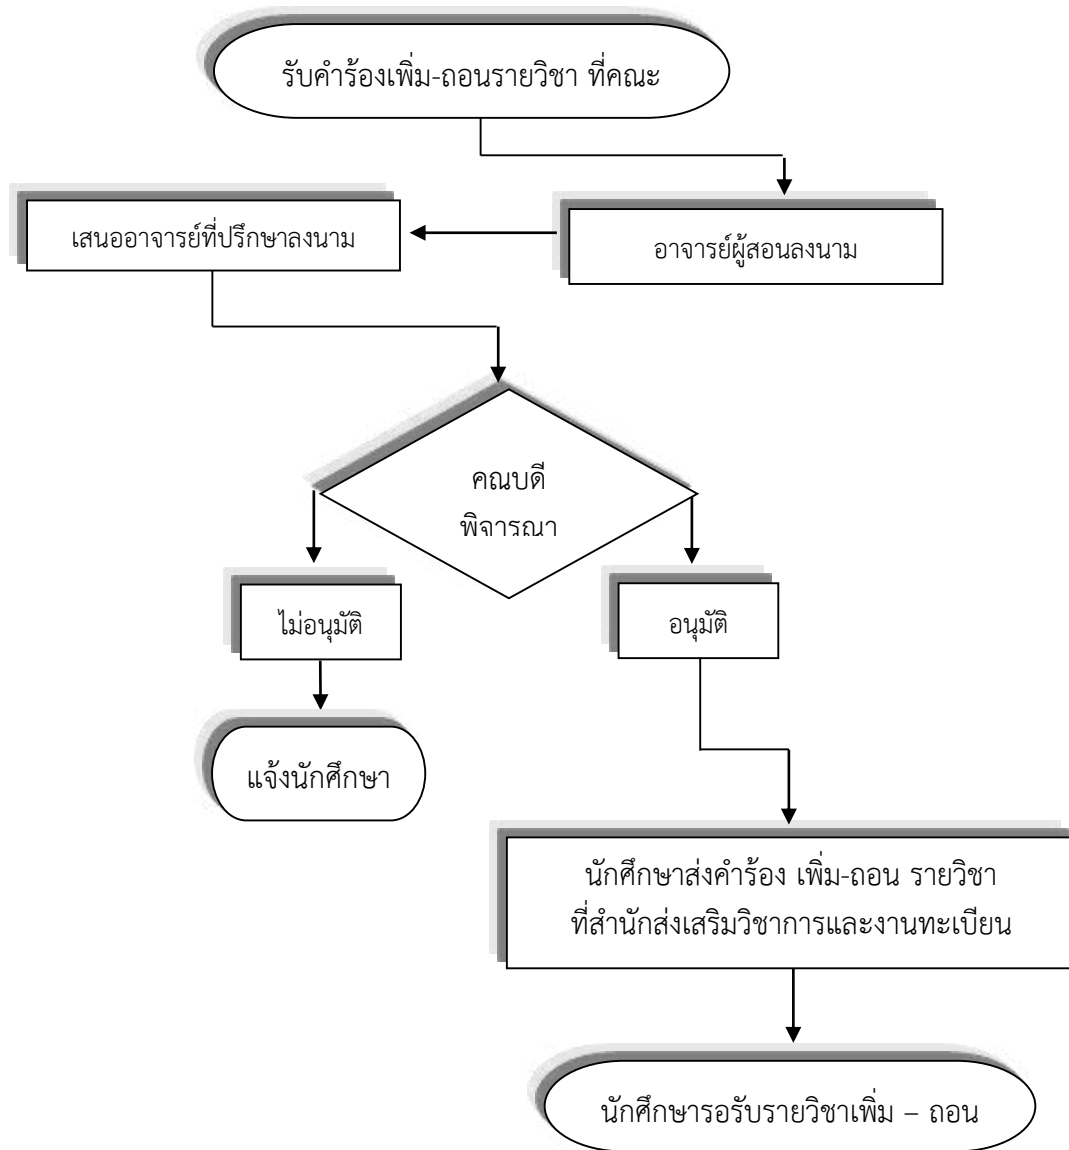 รับคำร้องเพิ่ม-ถอนรายวิชา ที่คณะ
อาจารย์ผู้สอนลงนาม
เสนออาจารย์ที่ปรึกษาลงนาม
คณบดี
พิจารณา
ไม่อนุมัติ
อนุมัติ
แจ้งนักศึกษา
นักศึกษาส่งคำร้อง เพิ่ม-ถอน รายวิชา
ที่สำนักส่งเสริมวิชาการและงานทะเบียน
นักศึกษารอรับรายวิชาเพิ่ม – ถอน